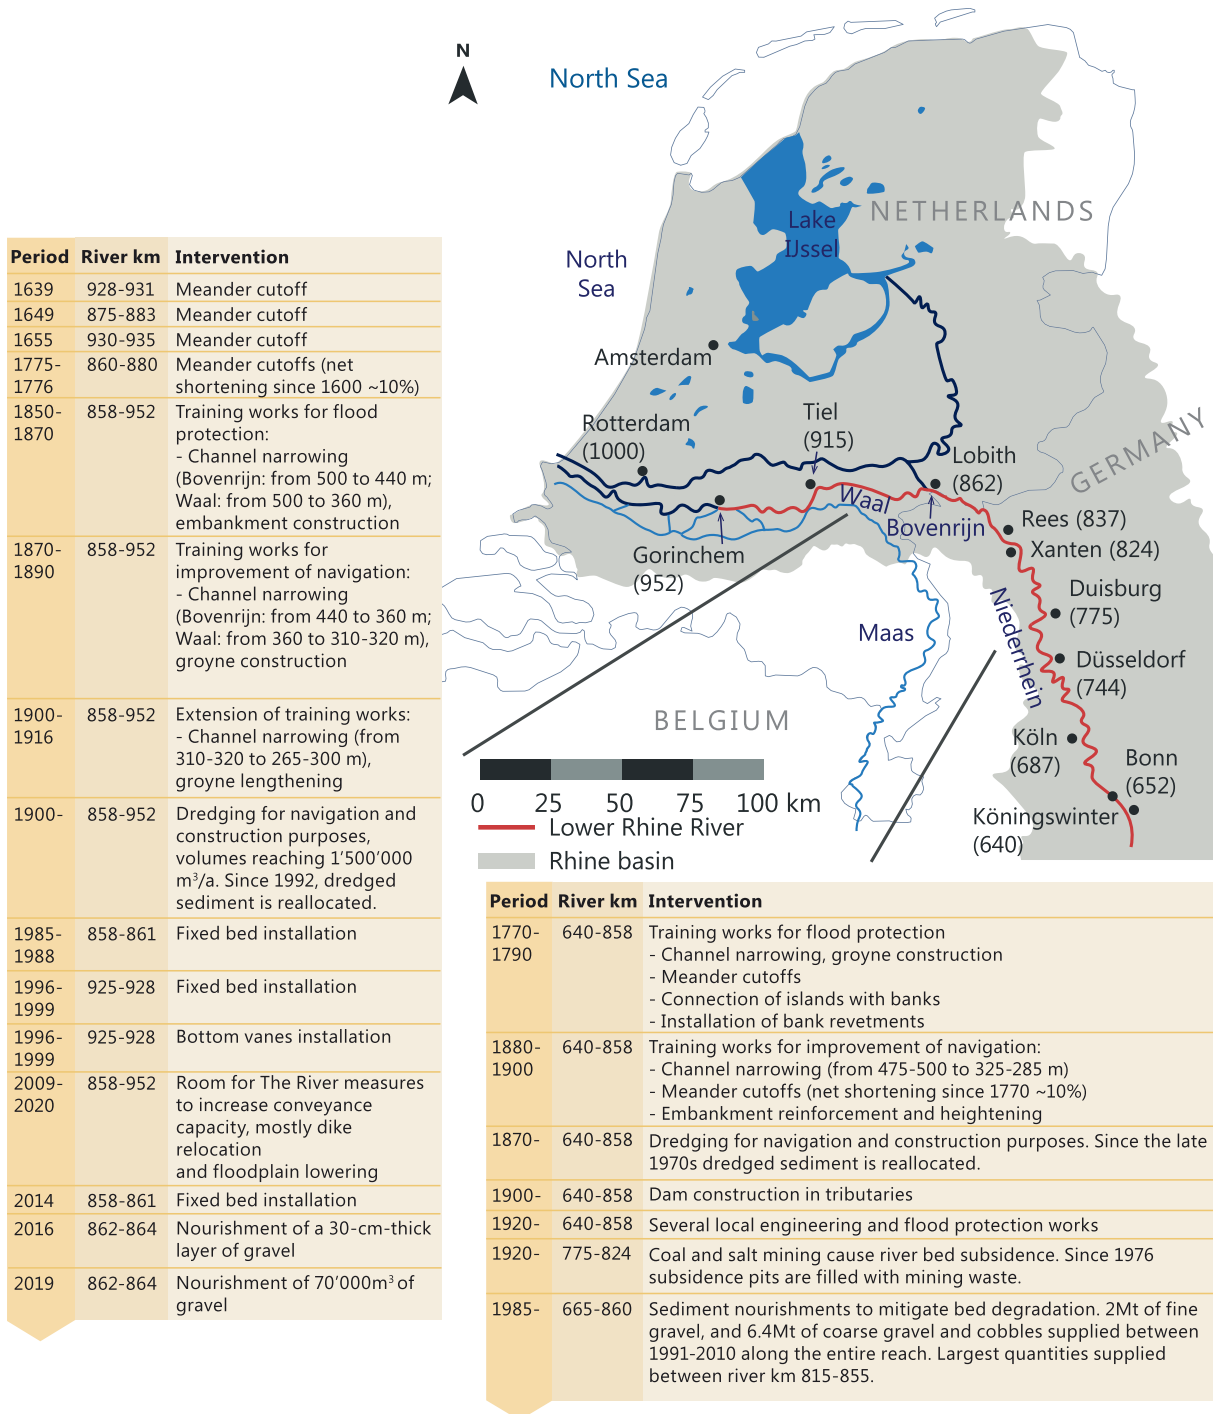 N
North Sea
NETHERLANDS
Lake
IJssel
North
Sea
Amsterdam
Rotterdam
(1000)
Tiel
(915)
Lobith
(862)
GERMANY
Waal
Bovenrijn
Gorinchem
(952)
Rees (837)
Xanten (824)
Duisburg
(775)
Niederrhein
Maas
Düsseldorf
(744)
BELGIUM
Köln
(687)
Bonn
(652)
Köningswinter
(640)
0 25 50 75 100 km
Lower Rhine River
Rhine basin
Period River km Intervention
1639 928-931 Meander cutoff
1649 875-883 Meander cutoff
1655 930-935 Meander cutoff
1775- 860-880 Meander cutoffs (net
1776 shortening since 1600 ~10%)
1850- 858-952 Training works for flood
1870 protection:
- Channel narrowing
(Bovenrijn: from 500 to 440 m;
Waal: from 500 to 360 m),
embankment construction
1870- 858-952 Training works for
1890 improvement of navigation:
- Channel narrowing
(Bovenrijn: from 440 to 360 m;
Waal: from 360 to 310-320 m),
groyne construction
1900- 858-952 Extension of training works:
1916 - Channel narrowing (from
310-320 to 265-300 m),
groyne lengthening
1900- 858-952 Dredging for navigation and
construction purposes,
volumes reaching 1’500’000
m³/a. Since 1992, dredged
sediment is reallocated.
1985- 858-861 Fixed bed installation
1988
1996- 925-928 Fixed bed installation
1999
1996- 925-928 Bottom vanes installation
1999
2009- 858-952 Room for The River measures
2020 to increase conveyance
capacity, mostly dike
relocation
and floodplain lowering
2014 858-861 Fixed bed installation
2016 862-864 Nourishment of a 30-cm-thick
layer of gravel
2019 862-864 Nourishment of 70’000m³ of
gravel
Period River km Intervention
1770- 640-858 Training works for flood protection
1790 - Channel narrowing, groyne construction
- Meander cutoffs
- Connection of islands with banks
- Installation of bank revetments
1880- 640-858 Training works for improvement of navigation:
1900 - Channel narrowing (from 475-500 to 325-285 m)
- Meander cutoffs (net shortening since 1770 ~10%)
- Embankment reinforcement and heightening
1870- 640-858 Dredging for navigation and construction purposes. Since the late
1970s dredged sediment is reallocated.
1900- 640-858 Dam construction in tributaries
1920- 640-858 Several local engineering and flood protection works
1920- 775-824 Coal and salt mining cause river bed subsidence. Since 1976
subsidence pits are filled with mining waste.
1985- 665-860 Sediment nourishments to mitigate bed degradation. 2Mt of fine
gravel, and 6.4Mt of coarse gravel and cobbles supplied between
1991-2010 along the entire reach. Largest quantities supplied
between river km 815-855.